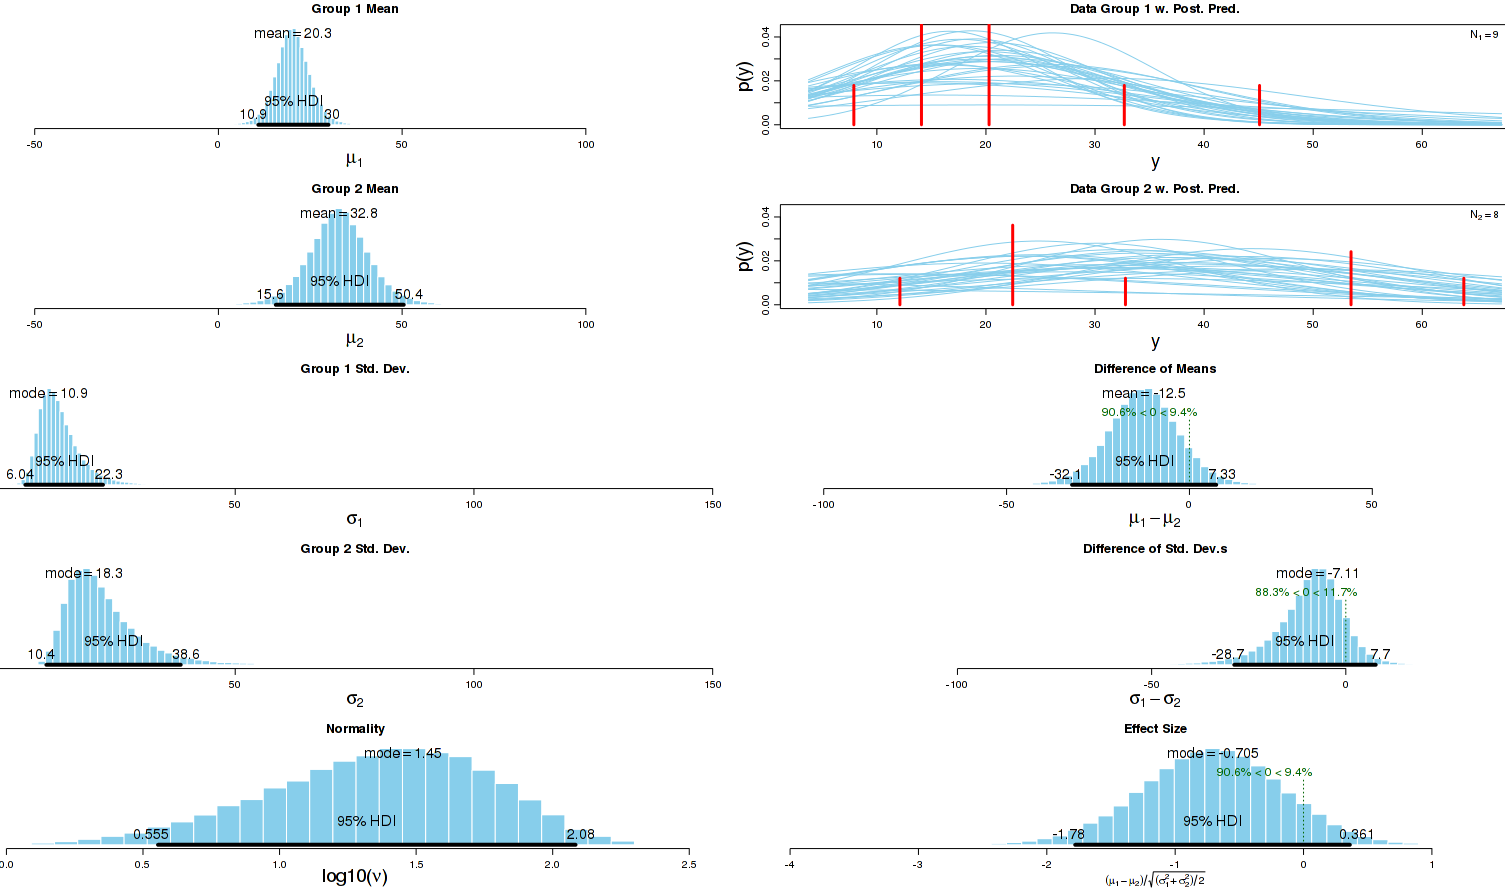 Group 1 Mean
mean = 20.3
95% HDI
10.9 30
-50 0 50 100
μ1
Data Group 1 w. Post. Pred.
N1 = 9
p(y)
0.00 0.02 0.04
10 20 30 40 50 60
y
Group 2 Mean
mean = 32.8
95% HDI
15.6 50.4
-50 0 50 100
μ2
Data Group 2 w. Post. Pred.
N2 = 8
p(y)
0.00 0.02 0.04
10 20 30 40 50 60
y
Group 1 Std. Dev.
mode = 10.9
95% HDI
6.04 22.3
50 100 150
σ1
Difference of Means
mean = -12.5
90.6% < 0 < 9.4%
95% HDI
-32.1 7.33
-100 -50 0 50
μ1 − μ2
Group 2 Std. Dev.
mode = 18.3
95% HDI
10.4 38.6
50 100 150
σ2
Difference of Std. Dev.s
mode = -7.11
88.3% < 0 < 11.7%
95% HDI
-28.7 7.7
-100 -50 0
σ1 − σ2
Normality
mode = 1.45
95% HDI
0.555 2.08
0.0 0.5 1.0 1.5 2.0 2.5
log10(ν)
Effect Size
mode = -0.705
90.6% < 0 < 9.4%
95% HDI
-1.78 0.361
-4 -3 -2 -1 0 1
(μ1 − μ2)/√(σ1² + σ2²)/2